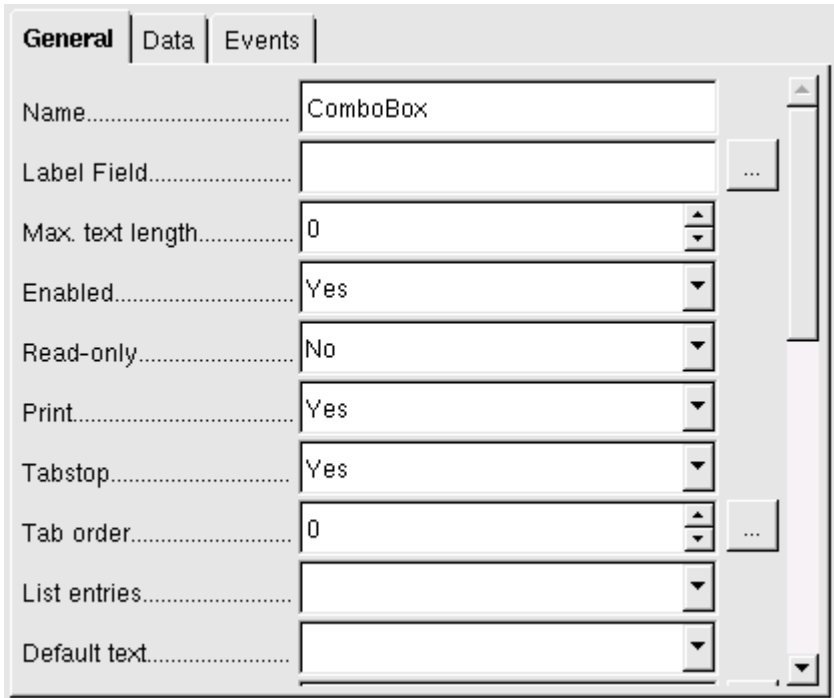 General Data Events
Name.............................. ComboBox
Label Field........................ ...
Max. text length................ 0
Enabled........................... Yes
Read-only....................... No
Print................................ Yes
Tabstop........................... Yes
Tab order........................ 0 ...
List entries......................
Default text.....................